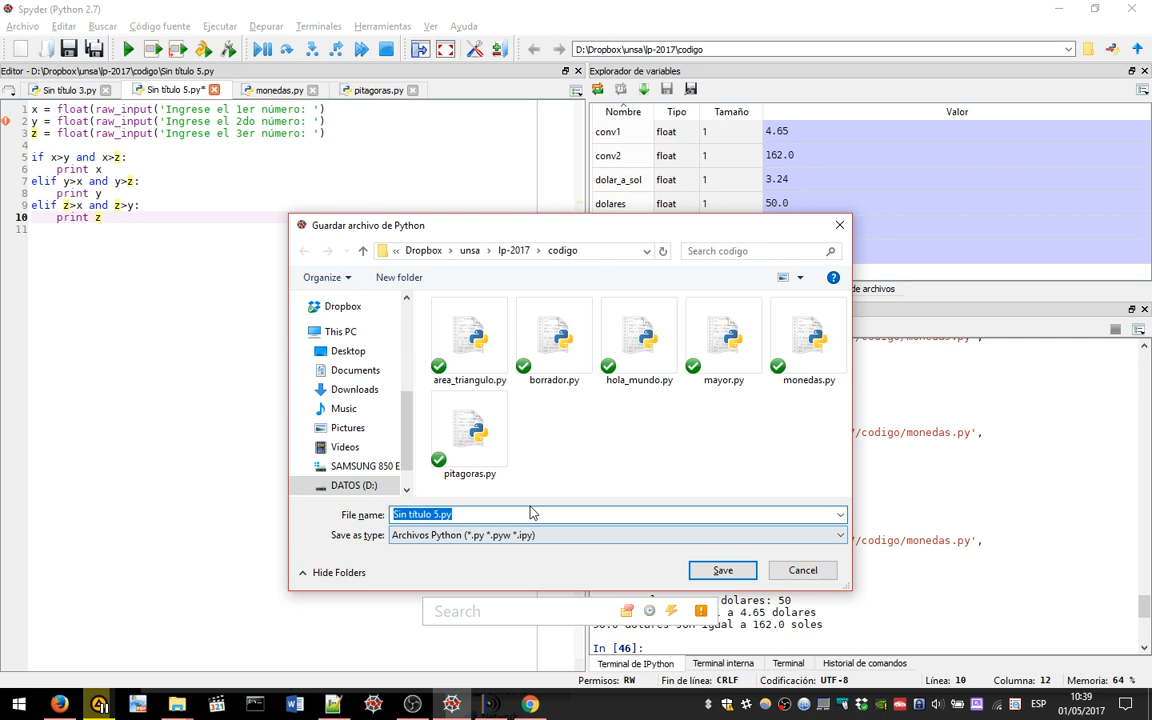 Spyder (Python 2.7)
Archivo Editar Buscar Código fuente Ejecutar Depurar Terminales Herramientas Ver Ayuda
D:\Dropbox\unsa\lp-2017\codigo
Editor - D:\Dropbox\unsa\lp-2017\codigo\Sin título 5.py
Explorador de variables
Sin título 3.py
Sin título 5.py*
monedas.py
pitagoras.py
1 x = float(raw_input('Ingrese el 1er número: ')
2 y = float(raw_input('Ingrese el 2do número: ')
3 z = float(raw_input('Ingrese el 3er número: ')
4
5 if x>y and x>z:
6 print x
7 elif y>x and y>z:
8 print y
9 elif z>x and z>y:
10 print z
11
Nombre Tipo Tamaño Valor
conv1 float 1 4.65
conv2 float 1 162.0
dolar_a_sol float 1 3.24
dolares float 1 50.0
de archivos
Guardar archivo de Python
« Dropbox › unsa › lp-2017 › codigo
Search codigo
Organize
New folder
Dropbox
This PC
Desktop
Documents
Downloads
Music
Pictures
Videos
SAMSUNG 850 E
DATOS (D:)
area_triangulo.py
borrador.py
hola_mundo.py
mayor.py
monedas.py
pitagoras.py
File name: Sin título 5.py
Save as type: Archivos Python (*.py *.pyw *.ipy)
Hide Folders
Save
Cancel
Search
/codigo/monedas.py',
/codigo/monedas.py',
/codigo/monedas.py',
dolares: 50
a 4.65 dolares
50.0 dolares son igual a 162.0 soles
In [46]:
Terminal de IPython Terminal interna Terminal Historial de comandos
Permisos: RW Fin de línea: CRLF Codificación: UTF-8 Línea: 10 Columna: 12 Memoria: 64 %
ESP
10:39
01/05/2017